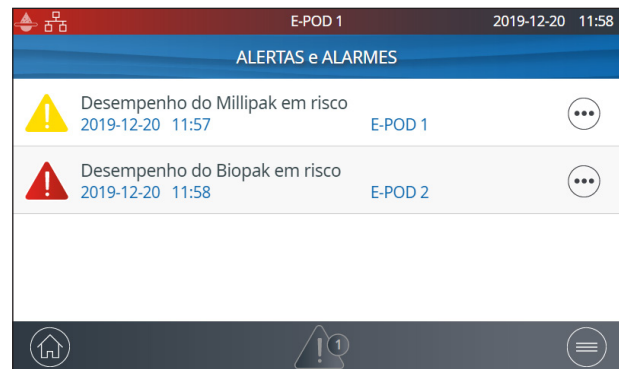 E-POD 1 2019-12-20 11:58
ALERTAS e ALARMES
Desempenho do Millipak em risco
2019-12-20 11:57 E-POD 1
Desempenho do Biopak em risco
2019-12-20 11:58 E-POD 2
1